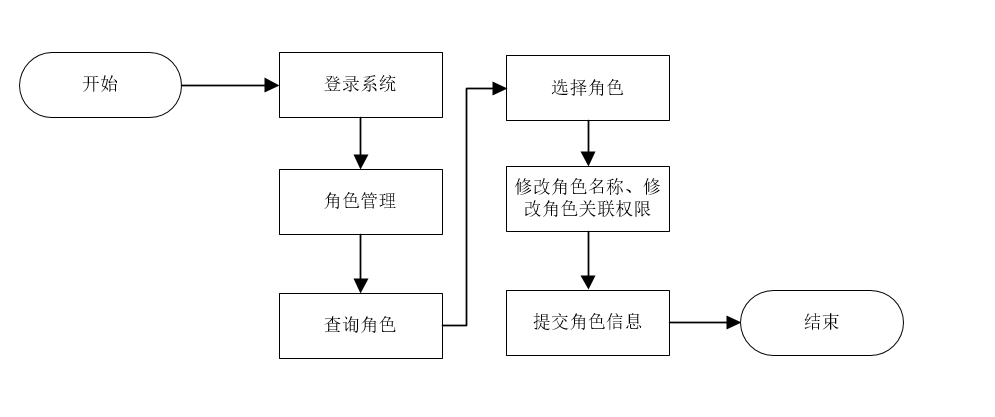 开始
登录系统
角色管理
查询角色
选择角色
修改角色名称、修
改角色关联权限
提交角色信息
结束